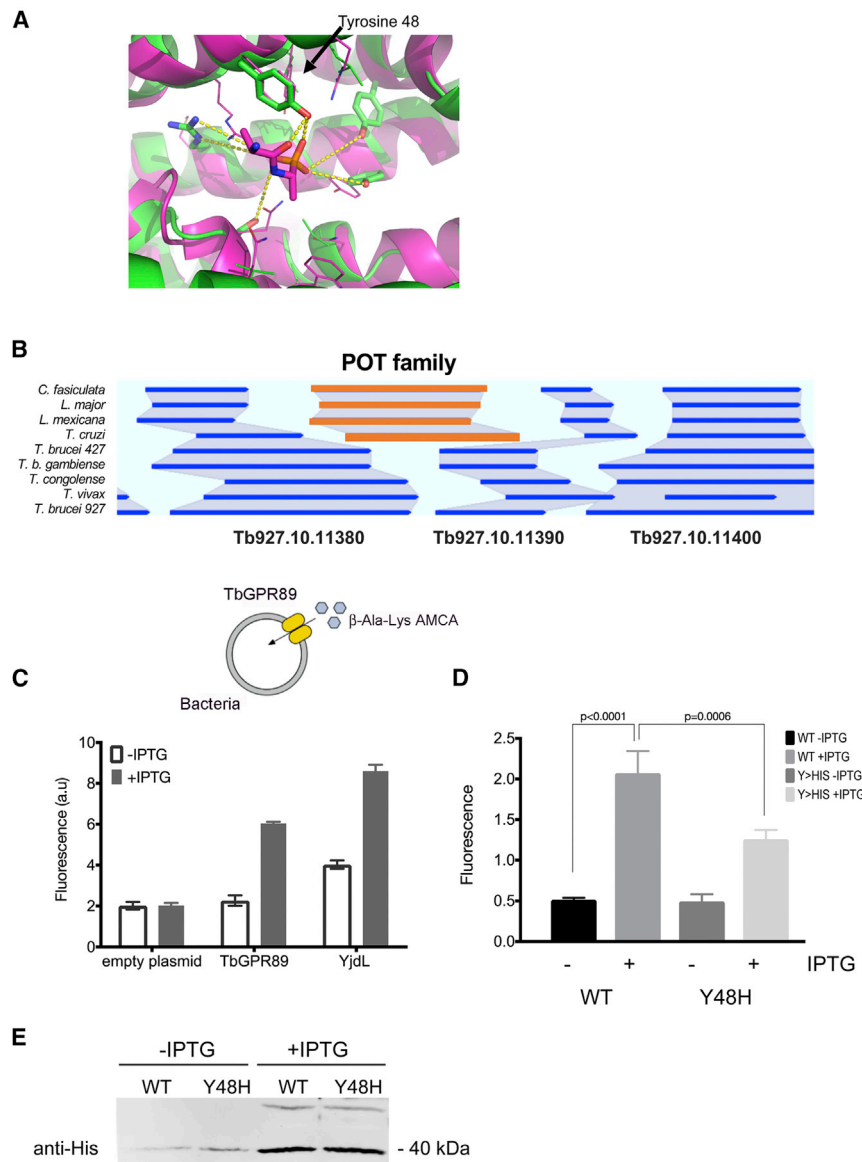 A
Tyrosine 48
B
POT family
C. fasiculata
L. major
L. mexicana
T. cruzi
T. brucei 427
T. b. gambiense
T. congolense
T. vivax
T. brucei 927
Tb927.10.11380 Tb927.10.11390 Tb927.10.11400
TbGPR89
β-Ala-Lys AMCA
Bacteria
C
-IPTG
+IPTG
Fluorescence (a.u)
10
8
6
4
2
0
empty plasmid TbGPR89 YjdL
D
p<0.0001 p=0.0006
WT -IPTG
WT +IPTG
Y>HIS -IPTG
Y>HIS +IPTG
Fluorescence
2.5
2.0
1.5
1.0
0.5
0.0
- + - + IPTG
WT Y48H
E
-IPTG +IPTG
WT Y48H WT Y48H
anti-His - 40 kDa